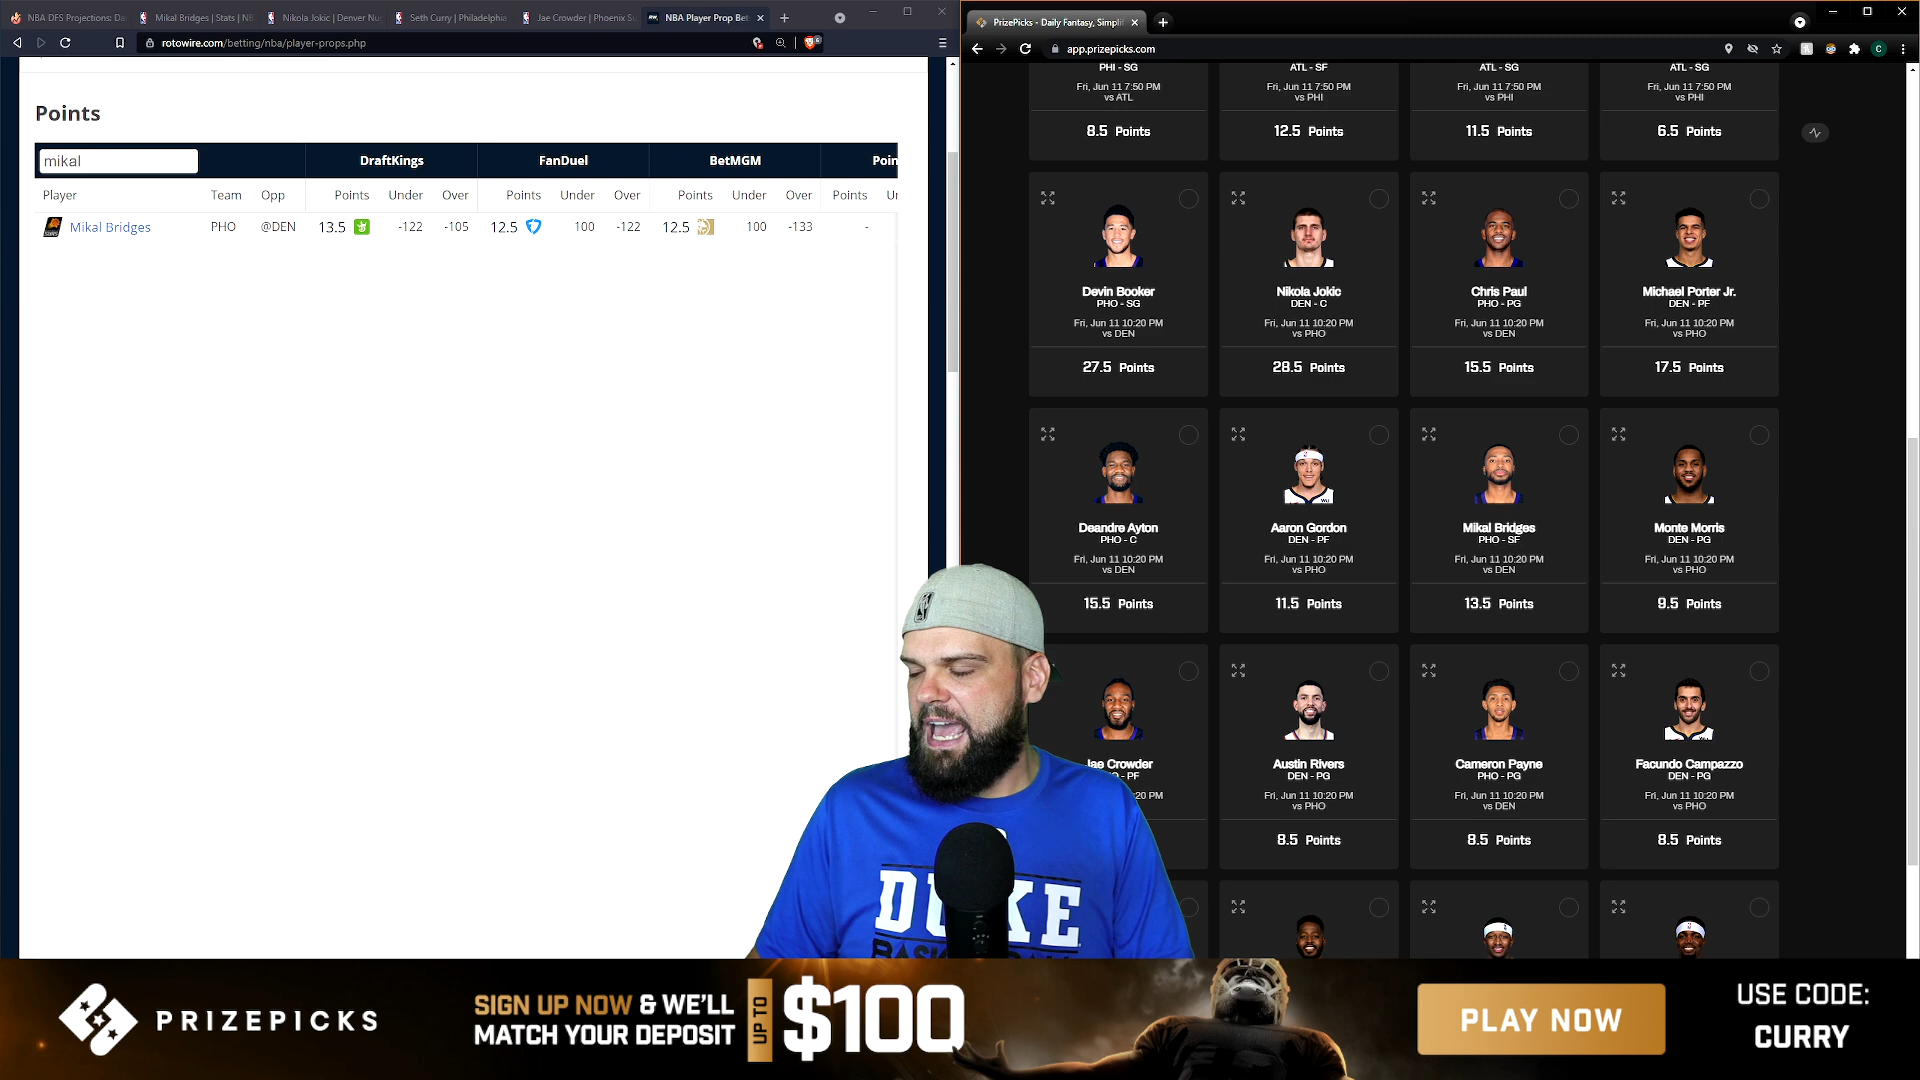 NBA DFS Projections: Da
Mikal Bridges | Stats | N
Nikola Jokic | Denver Nu
Seth Curry | Philadelphia
Jae Crowder | Phoenix S
NBA Player Prop Bet
rotowire.com/betting/nba/player-props.php
PrizePicks - Daily Fantasy, Simpli
app.prizepicks.com
Points
mikal DraftKings FanDuel BetMGM Poin
Player Team Opp Points Under Over Points Under Over Points Under Over Points
Mikal Bridges PHO @DEN 13.5 -122 -105 12.5 100 -122 12.5 100 -133 -
PHI - SG
Fri, Jun 11 7:50 PM
vs ATL
8.5 Points
ATL - SF
Fri, Jun 11 7:50 PM
vs PHI
12.5 Points
ATL - SG
Fri, Jun 11 7:50 PM
vs PHI
11.5 Points
ATL - SG
Fri, Jun 11 7:50 PM
vs PHI
6.5 Points
Devin Booker
PHO - SG
Fri, Jun 11 10:20 PM
vs DEN
27.5 Points
Nikola Jokic
DEN - C
Fri, Jun 11 10:20 PM
vs PHO
28.5 Points
Chris Paul
PHO - PG
Fri, Jun 11 10:20 PM
vs DEN
15.5 Points
Michael Porter Jr.
DEN - PF
Fri, Jun 11 10:20 PM
vs PHO
17.5 Points
Deandre Ayton
PHO - C
Fri, Jun 11 10:20 PM
vs DEN
15.5 Points
Aaron Gordon
DEN - PF
Fri, Jun 11 10:20 PM
vs PHO
11.5 Points
Mikal Bridges
PHO - SF
Fri, Jun 11 10:20 PM
vs DEN
13.5 Points
Monte Morris
DEN - PG
Fri, Jun 11 10:20 PM
vs PHO
9.5 Points
Jae Crowder
O - PF
20 PM
Austin Rivers
DEN - PG
Fri, Jun 11 10:20 PM
vs PHO
8.5 Points
Cameron Payne
PHO - PG
Fri, Jun 11 10:20 PM
vs DEN
8.5 Points
Facundo Campazzo
DEN - PG
Fri, Jun 11 10:20 PM
vs PHO
8.5 Points
DUKE
BASKETBALL
PRIZEPICKS
SIGN UP NOW & WE'LL
MATCH YOUR DEPOSIT
UP TO
$100
PLAY NOW
USE CODE:
CURRY